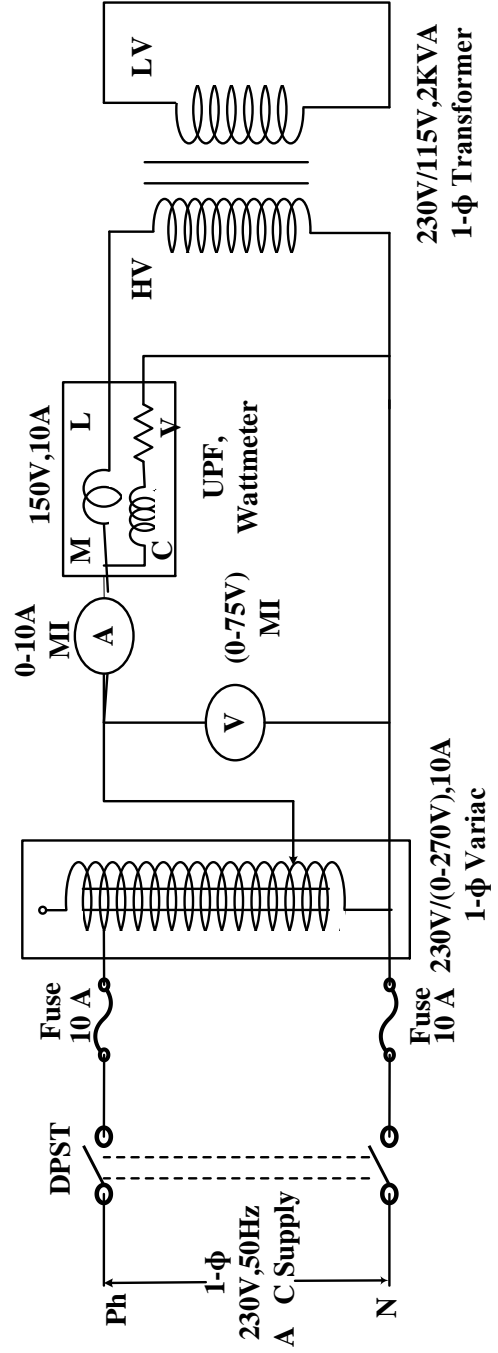 Ph
1-ϕ
230V,50Hz
A C Supply
N
DPST
Fuse
10 A
Fuse
10 A
230V/(0-270V),10A
1-ϕ Variac
0-10A
MI
A
V
(0-75V)
MI
150V,10A
M
L
C
V
UPF,
Wattmeter
HV
LV
230V/115V,2KVA
1-ϕ Transformer